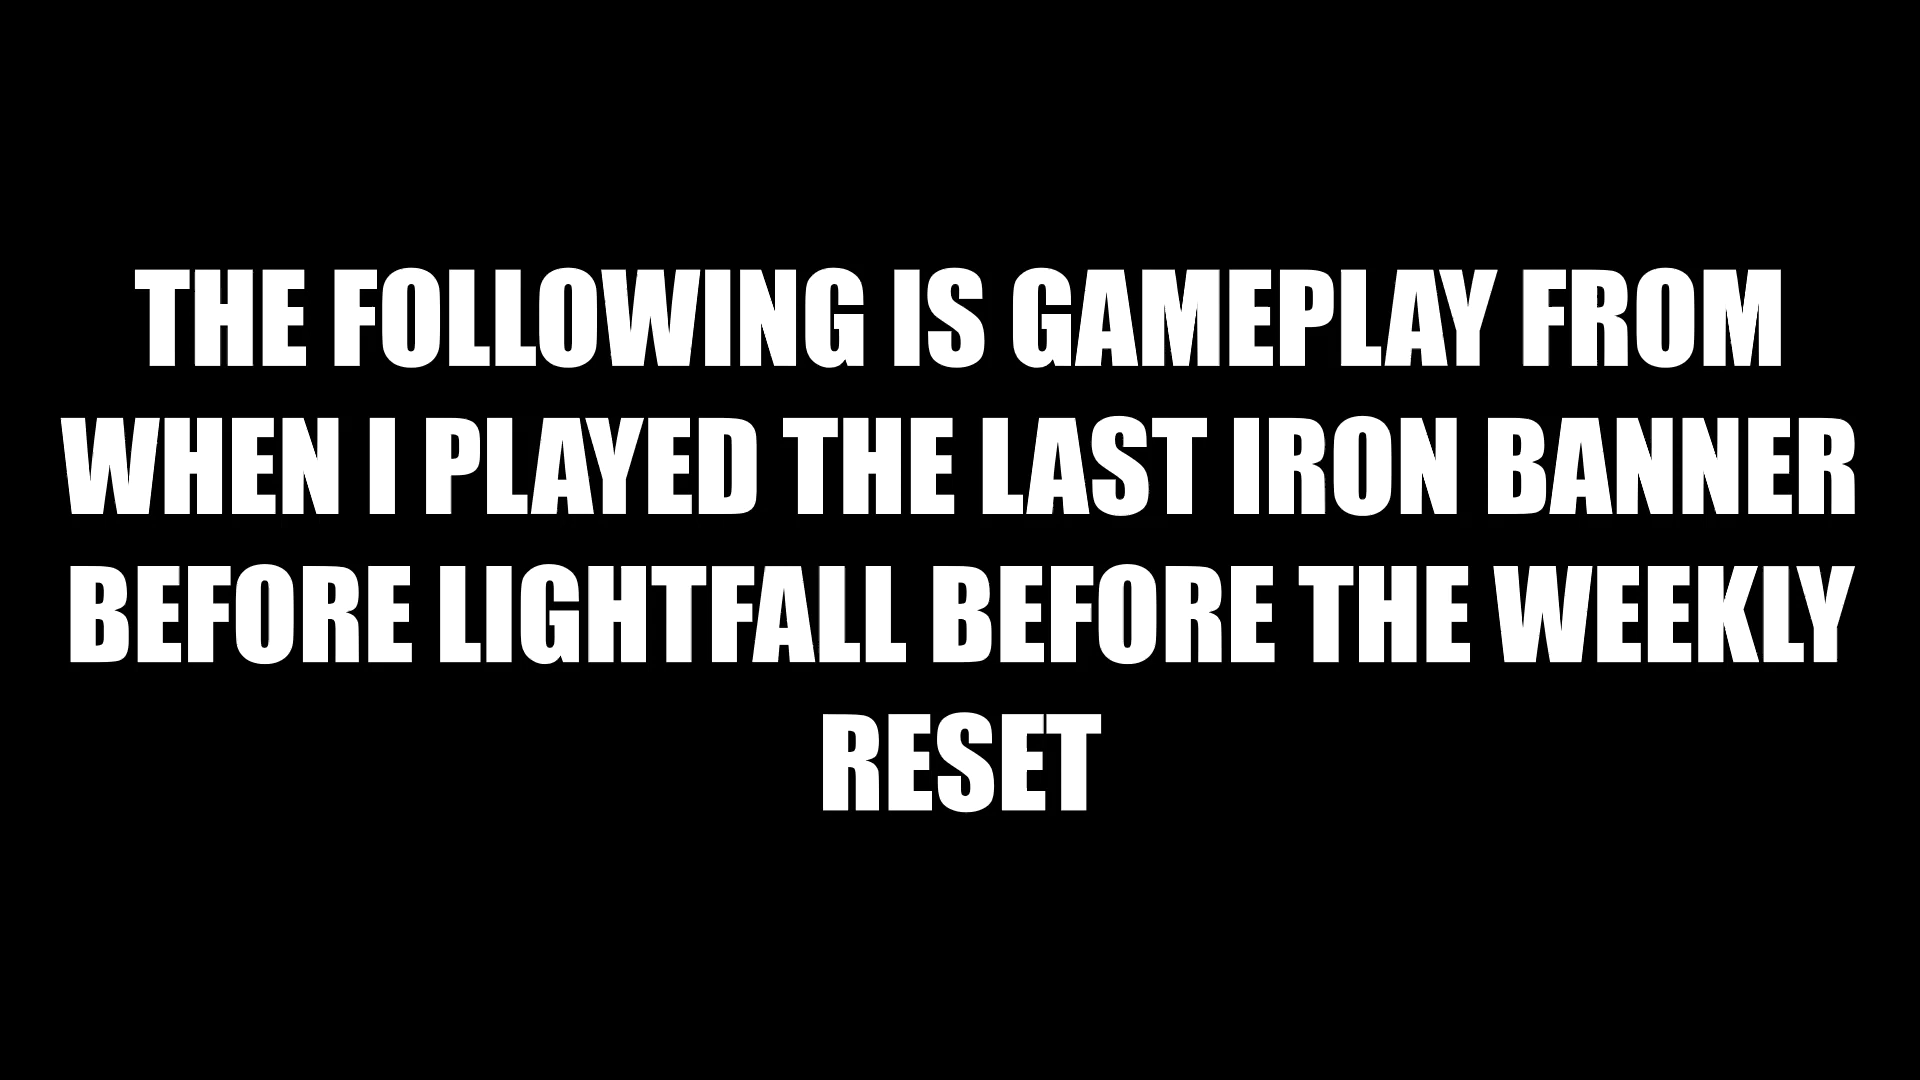 THE FOLLOWING IS GAMEPLAY FROM
WHEN I PLAYED THE LAST IRON BANNER
BEFORE LIGHTFALL BEFORE THE WEEKLY
RESET